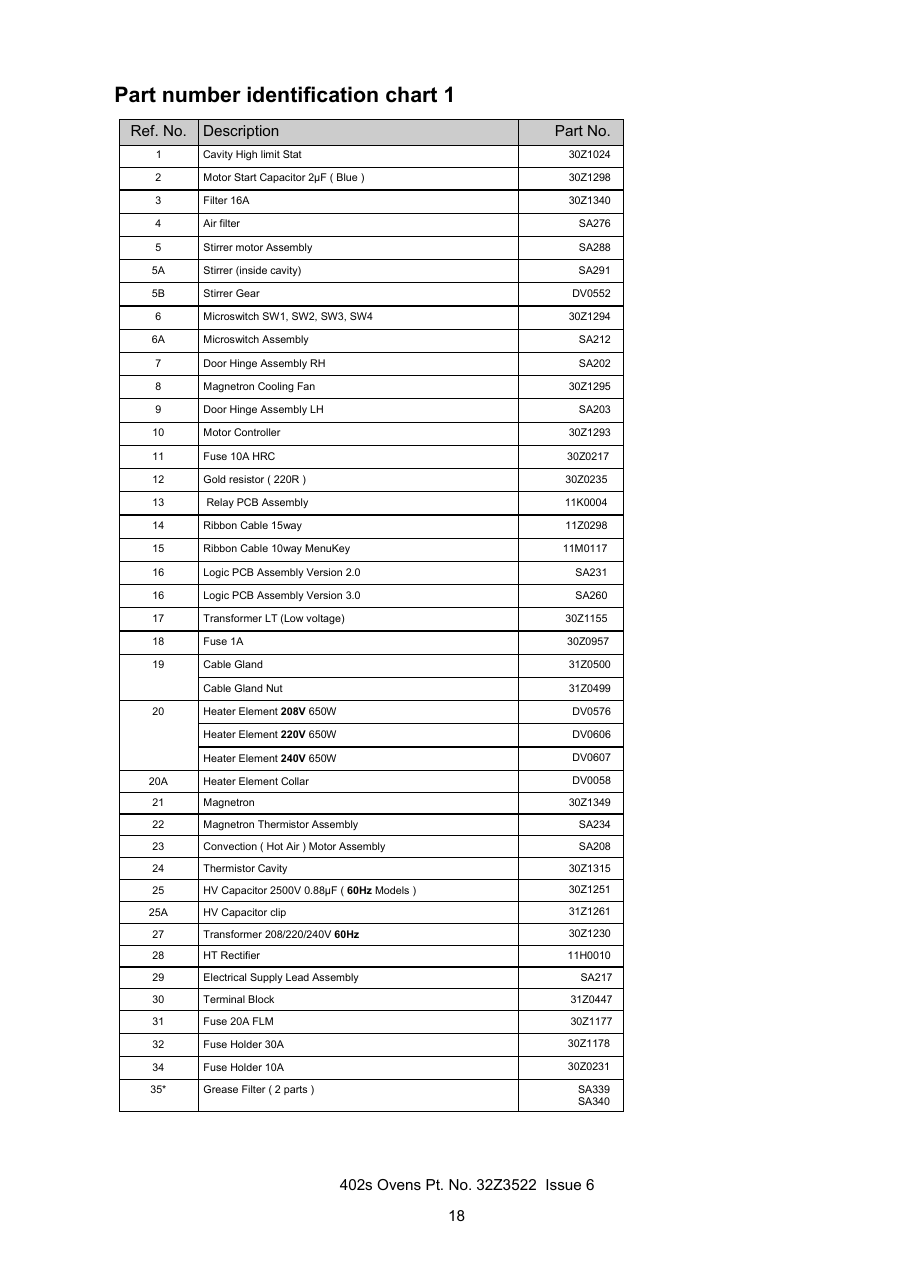 Part number identification chart 1
Ref. No. Description Part No.
1 Cavity High limit Stat 30Z1024
2 Motor Start Capacitor 2µF ( Blue ) 30Z1298
3 Filter 16A 30Z1340
4 Air filter SA276
5 Stirrer motor Assembly SA288
5A Stirrer (inside cavity) SA291
5B Stirrer Gear DV0552
6 Microswitch SW1, SW2, SW3, SW4 30Z1294
6A Microswitch Assembly SA212
7 Door Hinge Assembly RH SA202
8 Magnetron Cooling Fan 30Z1295
9 Door Hinge Assembly LH SA203
10 Motor Controller 30Z1293
11 Fuse 10A HRC 30Z0217
12 Gold resistor ( 220R ) 30Z0235
13 Relay PCB Assembly 11K0004
14 Ribbon Cable 15way 11Z0298
15 Ribbon Cable 10way MenuKey 11M0117
16 Logic PCB Assembly Version 2.0 SA231
16 Logic PCB Assembly Version 3.0 SA260
17 Transformer LT (Low voltage) 30Z1155
18 Fuse 1A 30Z0957
19 Cable Gland 31Z0500
Cable Gland Nut 31Z0499
20 Heater Element 208V 650W DV0576
Heater Element 220V 650W DV0606
Heater Element 240V 650W DV0607
20A Heater Element Collar DV0058
21 Magnetron 30Z1349
22 Magnetron Thermistor Assembly SA234
23 Convection ( Hot Air ) Motor Assembly SA208
24 Thermistor Cavity 30Z1315
25 HV Capacitor 2500V 0.88µF ( 60Hz Models ) 30Z1251
25A HV Capacitor clip 31Z1261
27 Transformer 208/220/240V 60Hz 30Z1230
28 HT Rectifier 11H0010
29 Electrical Supply Lead Assembly SA217
30 Terminal Block 31Z0447
31 Fuse 20A FLM 30Z1177
32 Fuse Holder 30A 30Z1178
34 Fuse Holder 10A 30Z0231
35* Grease Filter ( 2 parts ) SA339
SA340
402s Ovens Pt. No. 32Z3522 Issue 6
18